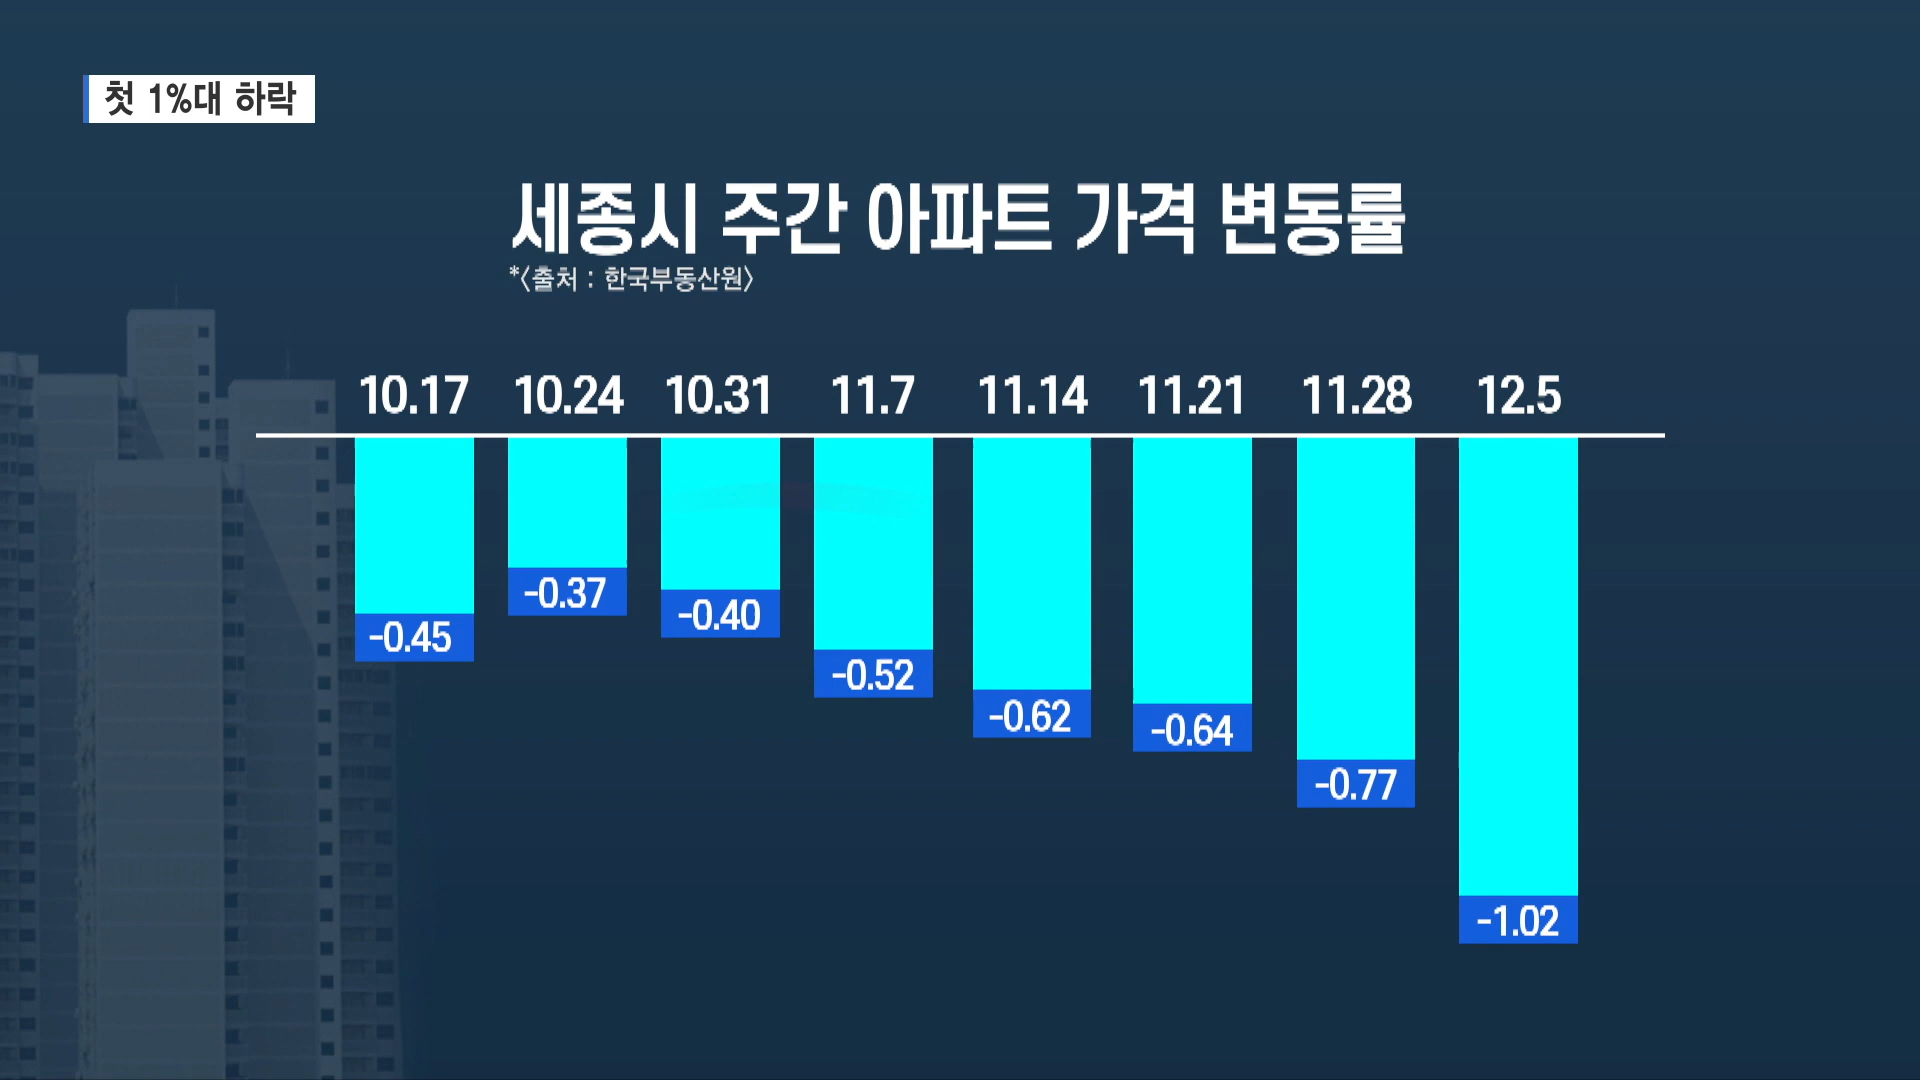 첫 1%대 하락
세종시 주간 아파트 가격 변동률
*<출처 : 한국부동산원>
10.17 10.24 10.31 11.7 11.14 11.21 11.28 12.5
-0.45 -0.37 -0.40 -0.52 -0.62 -0.64 -0.77 -1.02